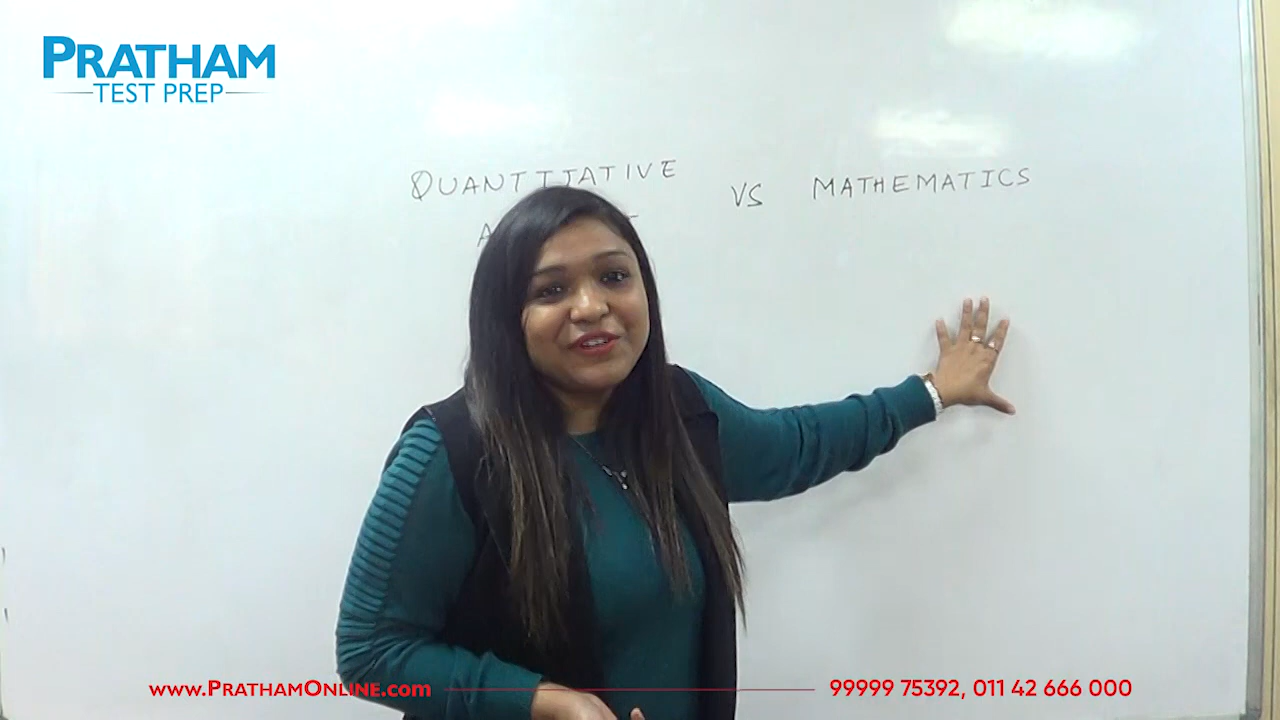 PRATHAM
TEST PREP
QUANTITATIVE VS MATHEMATICS
www.PRATHAMONLINE.com 99999 75392, 011 42 666 000